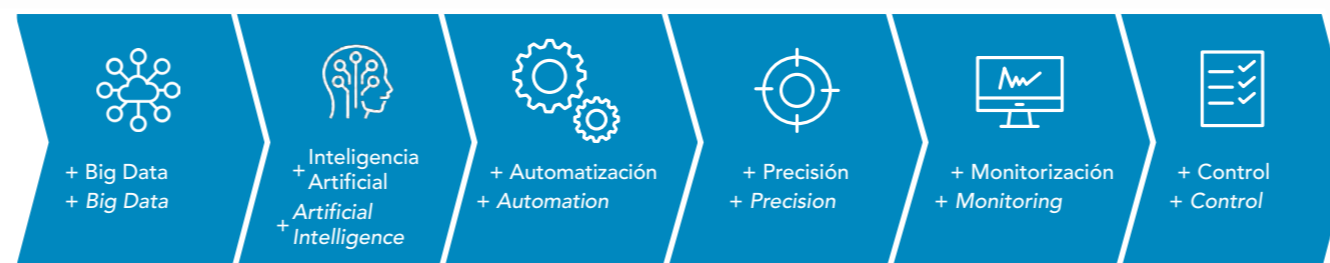 + Big Data
+ Big Data
+ Inteligencia
Artificial
+ Artificial
Intelligence
+ Automatización
+ Automation
+ Precisión
+ Precision
+ Monitorización
+ Monitoring
+ Control
+ Control